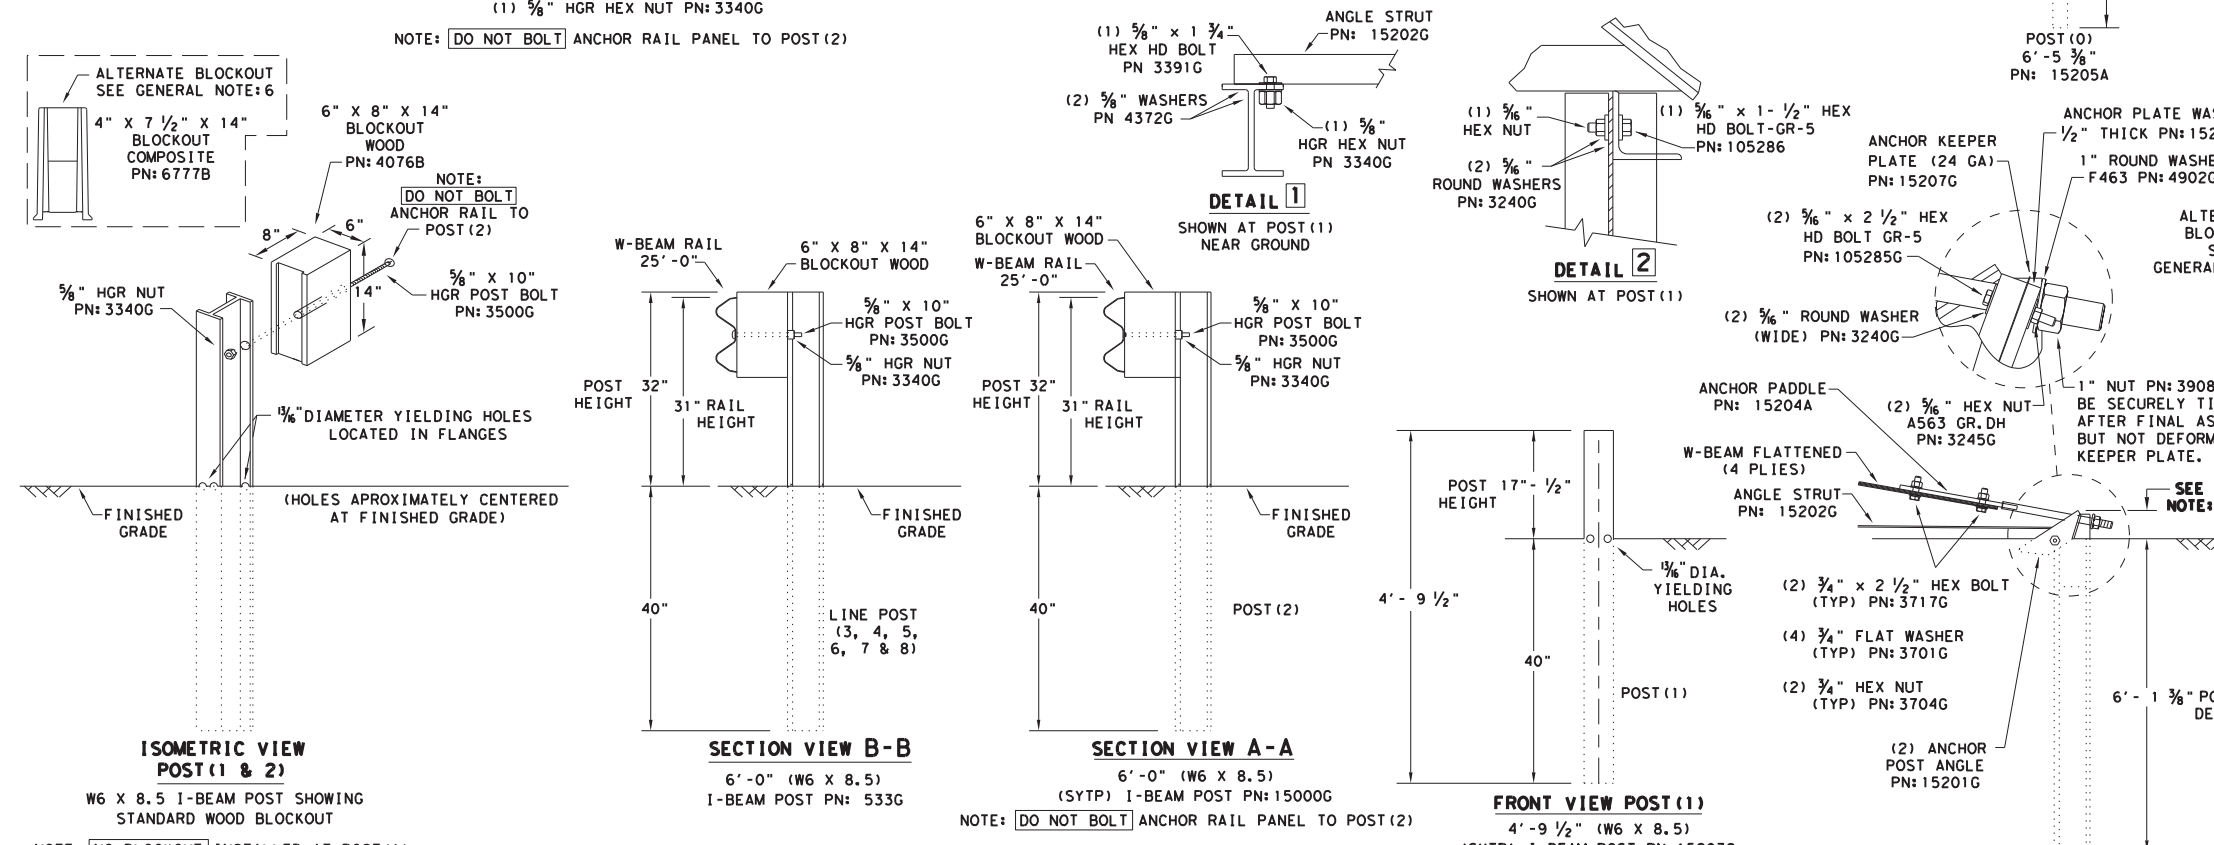 (1) 5/8" HGR HEX NUT PN:3340G
NOTE: DO NOT BOLT ANCHOR RAIL PANEL TO POST(2)
ALTERNATE BLOCKOUT
SEE GENERAL NOTE:6
4" X 7 1/2" X 14"
BLOCKOUT
COMPOSITE
PN:6777B
6" X 8" X 14"
BLOCKOUT
WOOD
PN:4076B
NOTE:
DO NOT BOLT
ANCHOR RAIL TO
POST(2)
8"
6"
14"
5/8" X 10"
HGR POST BOLT
PN:3500G
5/8" HGR NUT
PN:3340G
13/16" DIAMETER YIELDING HOLES
LOCATED IN FLANGES
(HOLES APROXIMATELY CENTERED
AT FINISHED GRADE)
FINISHED
GRADE
ISOMETRIC VIEW
POST(1 & 2)
W6 X 8.5 I-BEAM POST SHOWING
STANDARD WOOD BLOCKOUT
W-BEAM RAIL
25'-0"
6" X 8" X 14"
BLOCKOUT WOOD
5/8" X 10"
HGR POST BOLT
PN:3500G
5/8" HGR NUT
PN:3340G
POST 32"
HEIGHT
31" RAIL
HEIGHT
FINISHED
GRADE
40"
LINE POST
(3, 4, 5,
6, 7 & 8)
SECTION VIEW B-B
6'-0" (W6 X 8.5)
I-BEAM POST PN: 533G
6" X 8" X 14"
BLOCKOUT WOOD
W-BEAM RAIL
25'-0"
5/8" X 10"
HGR POST BOLT
PN:3500G
5/8" HGR NUT
PN:3340G
POST 32"
HEIGHT
31" RAIL
HEIGHT
FINISHED
GRADE
40"
POST(2)
SECTION VIEW A-A
6'-0" (W6 X 8.5)
(SYTP) I-BEAM POST PN:15000G
NOTE: DO NOT BOLT ANCHOR RAIL PANEL TO POST(2)
(1) 5/8" x 1 3/4"
HEX HD BOLT
PN 3391G
ANGLE STRUT
PN: 15202G
(2) 5/8" WASHERS
PN 4372G
(1) 5/8"
HGR HEX NUT
PN 3340G
DETAIL 1
SHOWN AT POST(1)
NEAR GROUND
(1) 5/16
HEX NUT
(1) 5/16" x 1- 1/2" HEX
HD BOLT-GR-5
PN:105286
(2) 5/16
ROUND WASHERS
PN:3240G
DETAIL 2
SHOWN AT POST(1)
POST 17"-1/2"
HEIGHT
4'- 9 1/2"
13/16" DIA.
YIELDING
HOLES
40"
POST(1)
FRONT VIEW POST(1)
4'-9 1/2" (W6 X 8.5)
POST(0)
6'-5 3/8"
PN: 15205A
ANCHOR PLATE
1/2" THICK
ANCHOR KEEPER
PLATE (24 GA)
PN:15207G
1" ROUND
F463 PN:4902G
(2) 5/16" x 2 1/2" HEX
HD BOLT GR-5
PN:105285G
(2) 5/16" ROUND WASHER
(WIDE) PN:3240G
ANCHOR PADDLE
PN: 15204A
(2) 5/16" HEX NUT
A563 GR.DH
PN:3245G
1" NUT PN:3908
BE SECURELY
AFTER FINAL
BUT NOT
KEEPER PLATE.
W-BEAM FLATTENED
(4 PLIES)
ANGLE STRUT
PN: 15202G
SEE
NOTE:
(2) 3/4" x 2 1/2" HEX BOLT
(TYP) PN:3717G
(4) 3/4" FLAT WASHER
(TYP) PN:3701G
(2) 3/4" HEX NUT
(TYP) PN:3704G
6'- 1 3/8"
(2) ANCHOR
POST ANGLE
PN:15201G